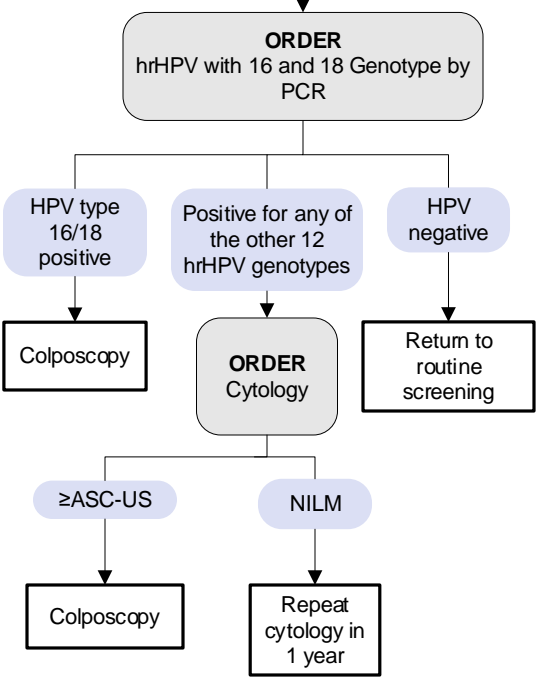 ORDER
hrHPV with 16 and 18 Genotype by
PCR
HPV type
16/18
positive
Positive for any of
the other 12
hrHPV genotypes
HPV
negative
Colposcopy
ORDER
Cytology
Return to
routine
screening
≥ASC-US
NILM
Colposcopy
Repeat
cytology in
1 year